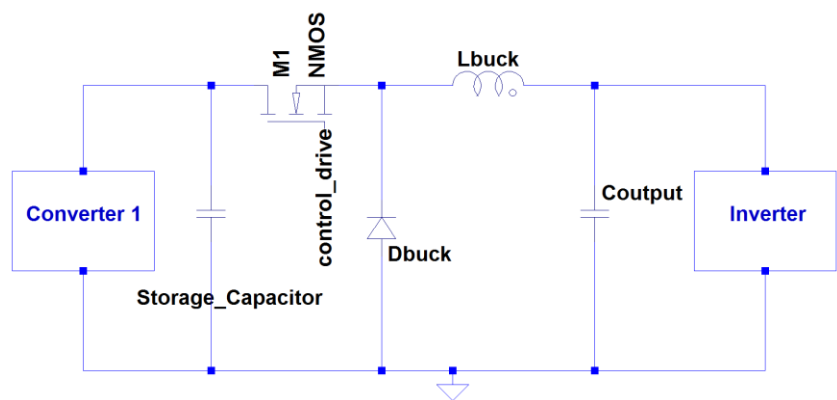 M1
NMOS
Lbuck
control_drive
Converter 1
Coutput
Inverter
Dbuck
Storage_Capacitor